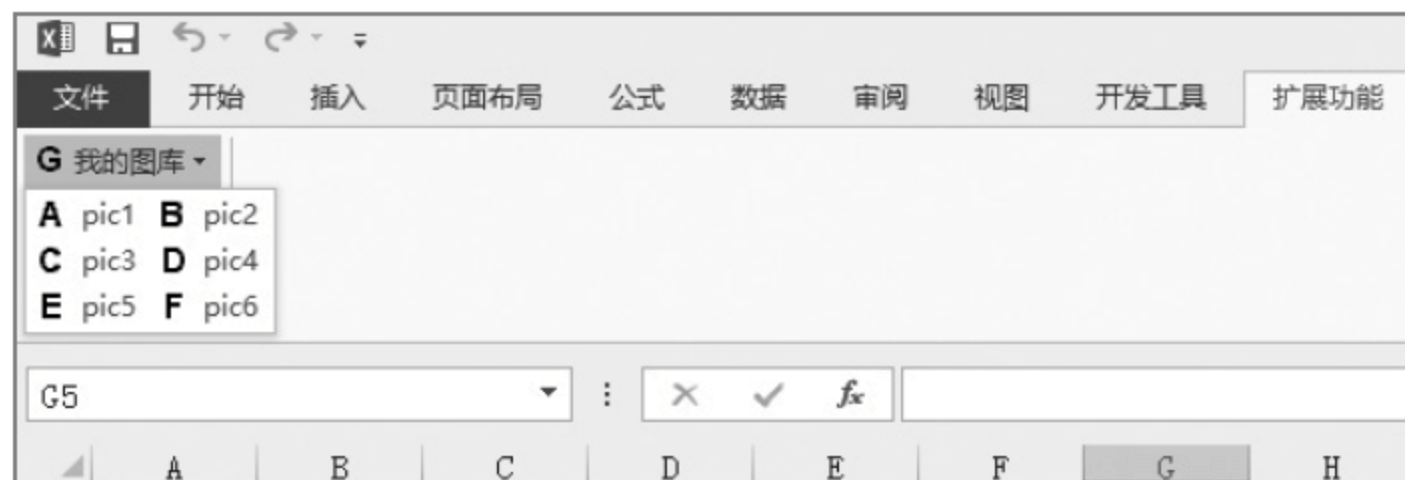 文件 开始 插入 页面布局 公式 数据 审阅 视图 开发工具 扩展功能
G 我的图库
A pic1 B pic2
C pic3 D pic4
E pic5 F pic6
G5 fx
A B C D E F G H